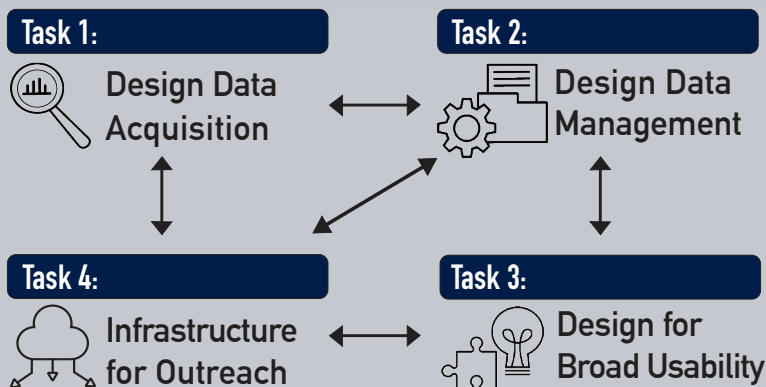 Task 1:
Design Data
Acquisition
Task 2:
Design Data
Management
Task 4:
Infrastructure
for Outreach
Task 3:
Design for
Broad Usability